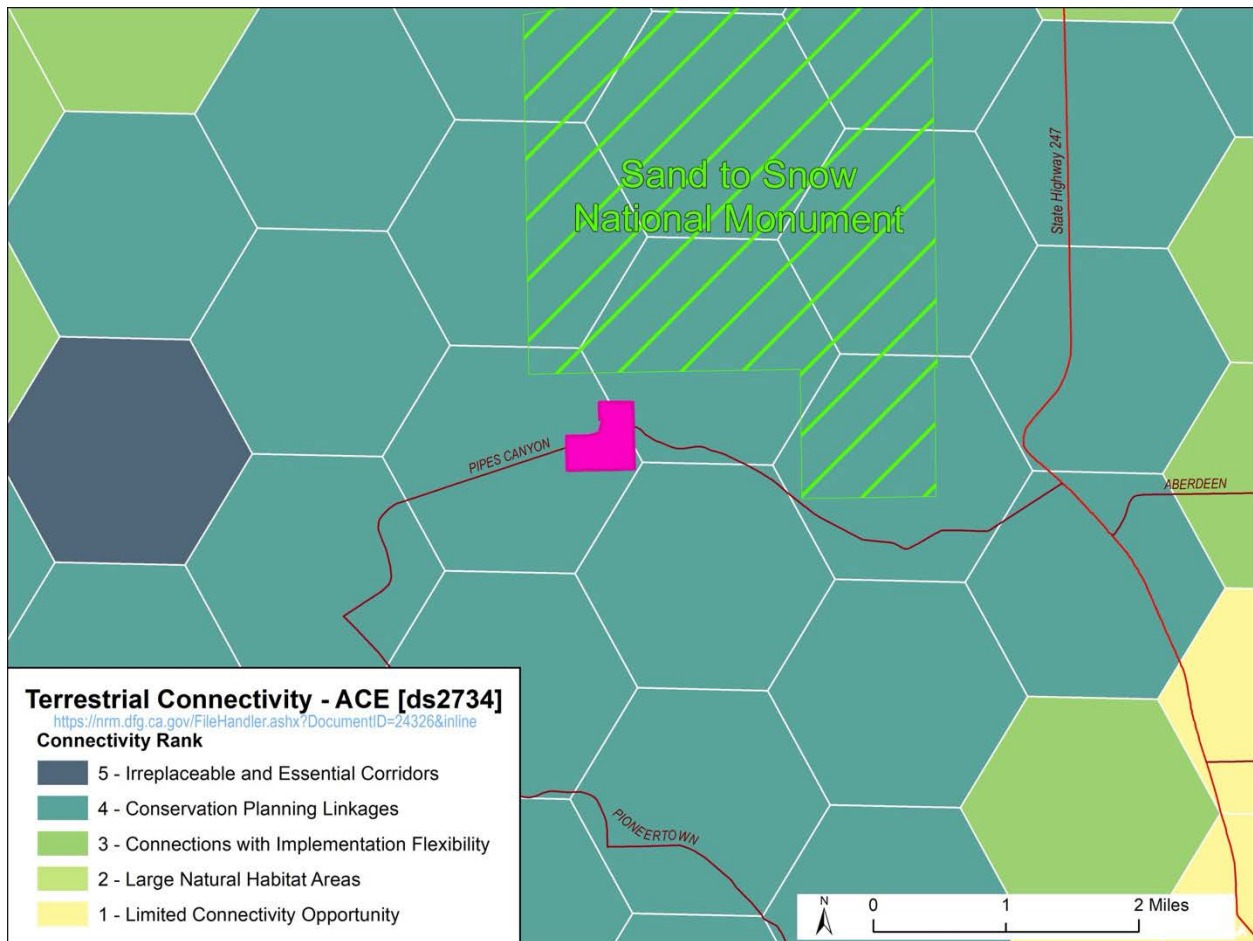 Sand to Snow
National Monument
State Highway 247
PIPES CANYON
ABERDEEN
PIONEERTOWN
Terrestrial Connectivity - ACE [ds2734]
https://nrm.dfg.ca.gov/FileHandler.ashx?DocumentID=24326&inline
Connectivity Rank
5 - Irreplaceable and Essential Corridors
4 - Conservation Planning Linkages
3 - Connections with Implementation Flexibility
2 - Large Natural Habitat Areas
1 - Limited Connectivity Opportunity
N
0 1 2 Miles